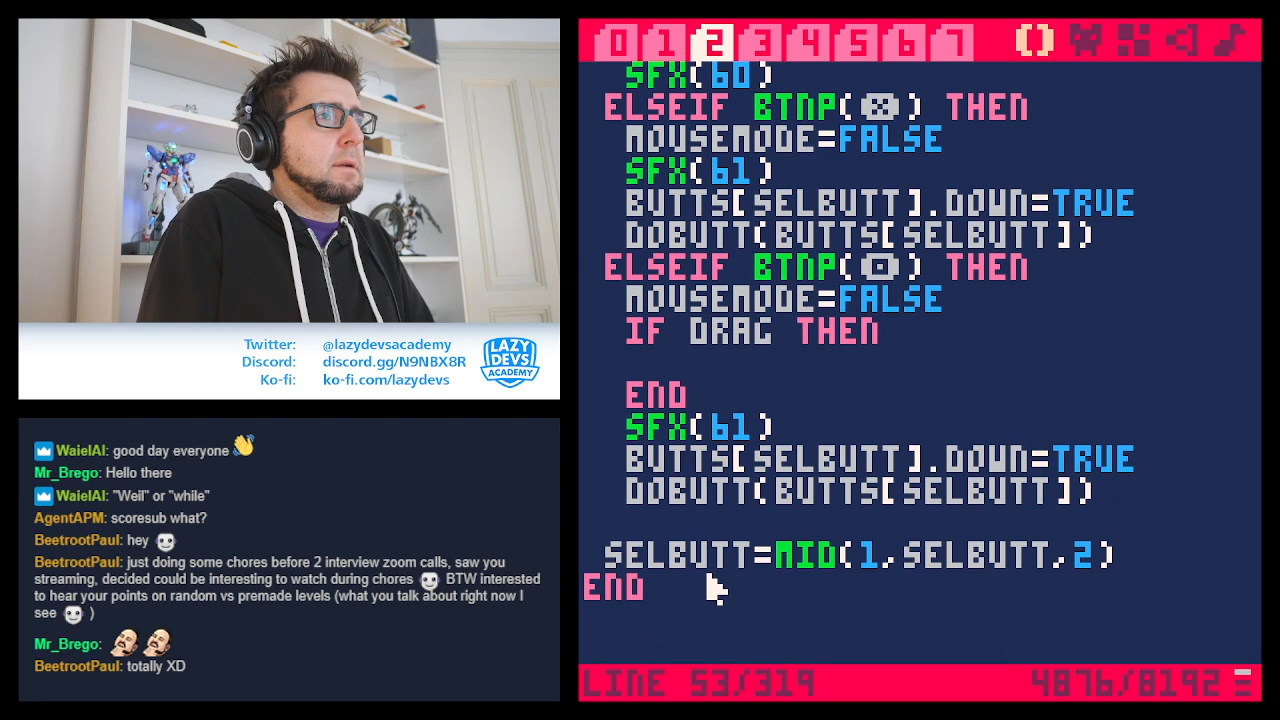 Twitter: @lazydevsacademy
Discord: discord.gg/N9NBX8R
Ko-fi: ko-fi.com/lazydevs
LAZY
DEVS
ACADEMY
WaielAI: good day everyone
Mr_Brego: Hello there
WaielAI: "Weil" or "while"
AgentAPM: scoresub what?
BeetrootPaul: hey
BeetrootPaul: just doing some chores before 2 interview zoom calls, saw you
streaming, decided could be interesting to watch during chores BTW interested
to hear your points on random vs premade levels (what you talk about right now I
see )
Mr_Brego:
BeetrootPaul: totally XD
0 1 2 3 4 5 6 7 ()
SFX(60)
ELSEIF BTNP(❎) THEN
MOUSEMODE=FALSE
SFX(61)
BUTTS[SELBUTT].DOWN=TRUE
DOBUTT(BUTTS[SELBUTT])
ELSEIF BTNP(🅾️) THEN
MOUSEMODE=FALSE
IF DRAG THEN
END
SFX(61)
BUTTS[SELBUTT].DOWN=TRUE
DOBUTT(BUTTS[SELBUTT])
SELBUTT=MID(1,SELBUTT,2)
END
LINE 53/319 4876/8192